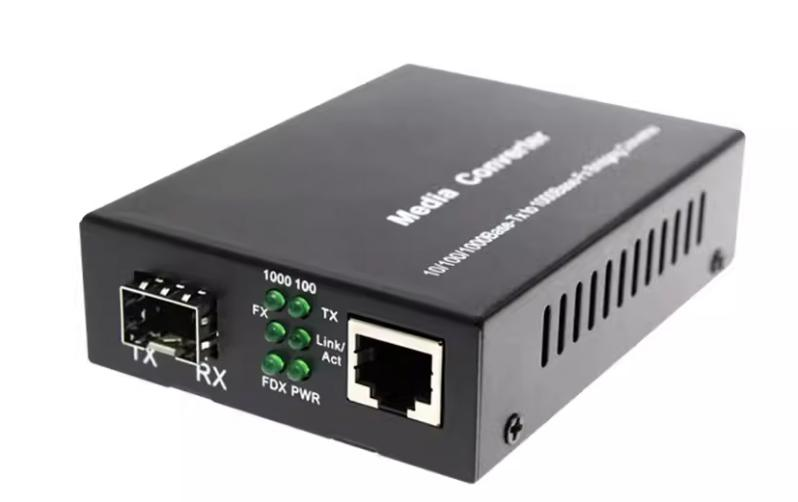 Media Converter
10/100/1000Base-Tx to 1000Base-Fx Bridging Converter
1000 100
FX TX
Link/
Act
FDX PWR
TX RX